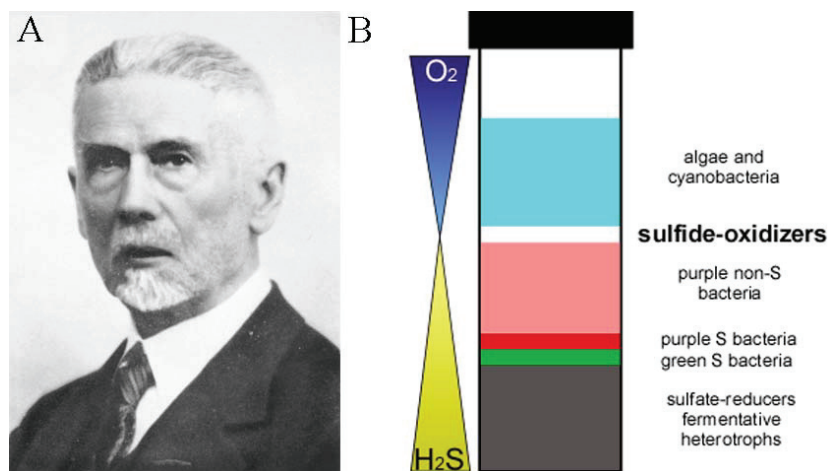 A
B
O2
algae and
cyanobacteria
sulfide-oxidizers
purple non-S
bacteria
purple S bacteria
green S bacteria
sulfate-reducers
fermentative
heterotrophs
H2S